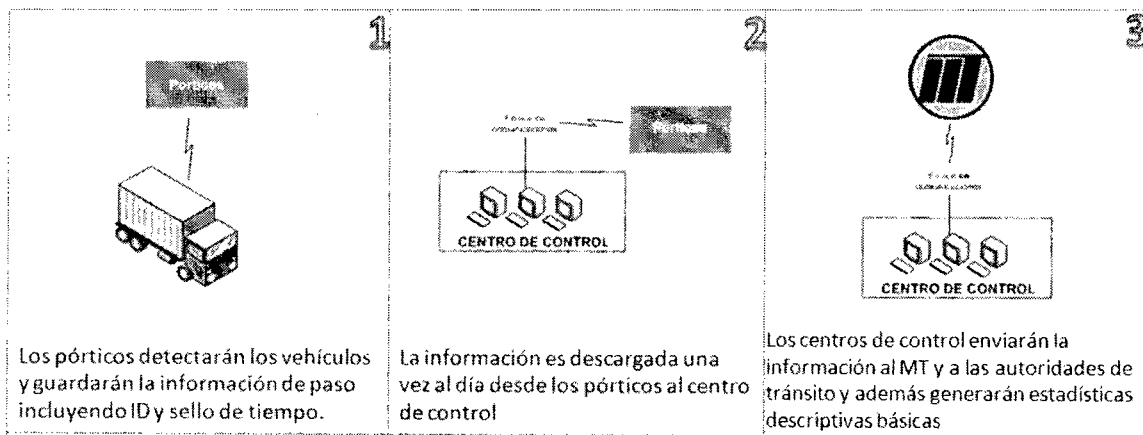 1
Porticos
Los pórticos detectarán los vehículos
y guardarán la información de paso
incluyendo ID y sello de tiempo.
2
Porticos
CENTRO DE CONTROL
La información es descargada una
vez al día desde los pórticos al centro
de control
3
CENTRO DE CONTROL
Los centros de control enviarán la
información al MT y a las autoridades de
tránsito y además generarán estadísticas
descriptivas básicas